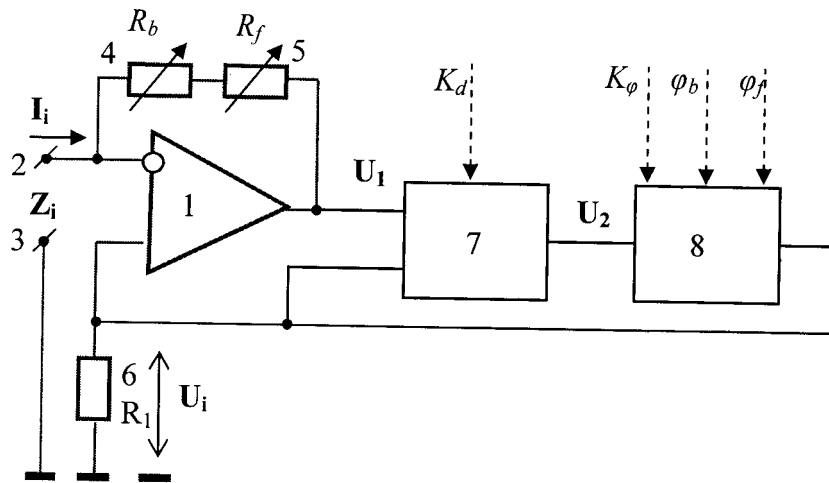 R_b
R_f
4
5
K_d
K_φ
φ_b
φ_f
I_i
2
U_1
Z_i
1
U_2
3
7
8
6
R_1
U_i